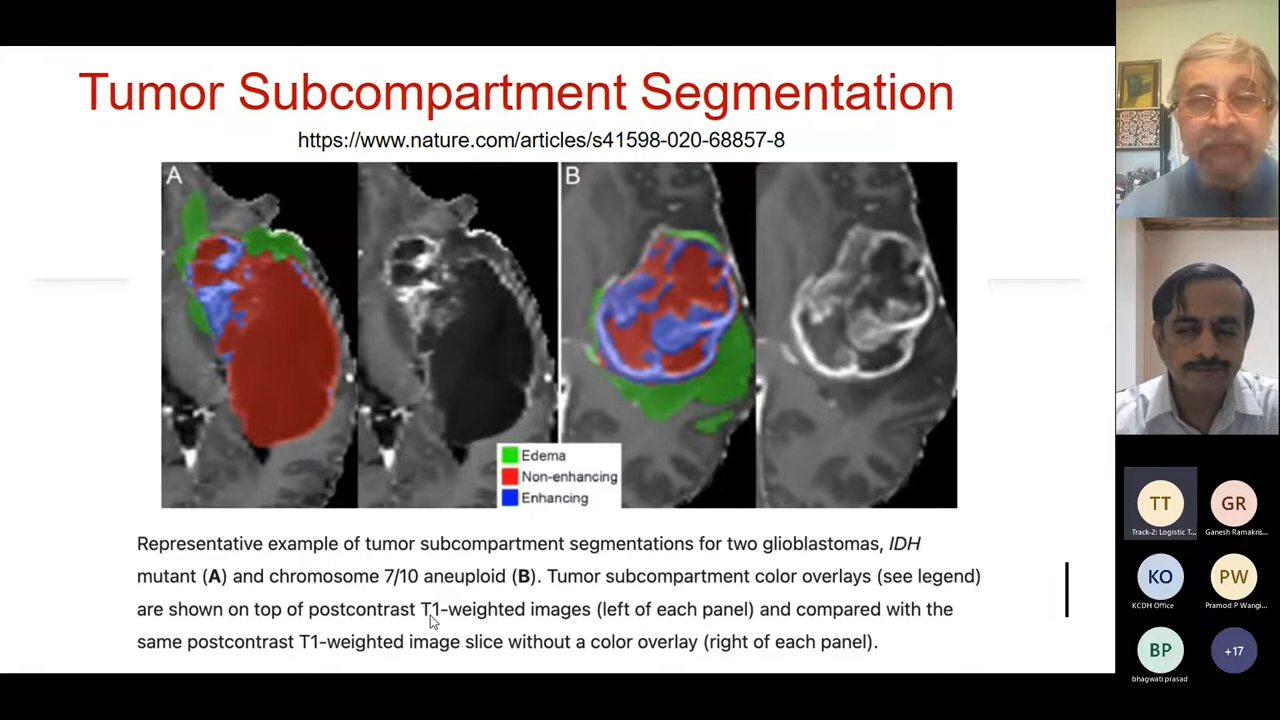 Tumor Subcompartment Segmentation
https://www.nature.com/articles/s41598-020-68857-8
A
B
Edema
Non-enhancing
Enhancing
Representative example of tumor subcompartment segmentations for two glioblastomas, IDH
mutant (A) and chromosome 7/10 aneuploid (B). Tumor subcompartment color overlays (see legend)
are shown on top of postcontrast T1-weighted images (left of each panel) and compared with the
same postcontrast T1-weighted image slice without a color overlay (right of each panel).
TT
Track-2: Logistic T...
GR
Ganesh Ramakris...
KO
KCDH Office
PW
Pramod P Wangi...
BP
bhagwati prasad
+17